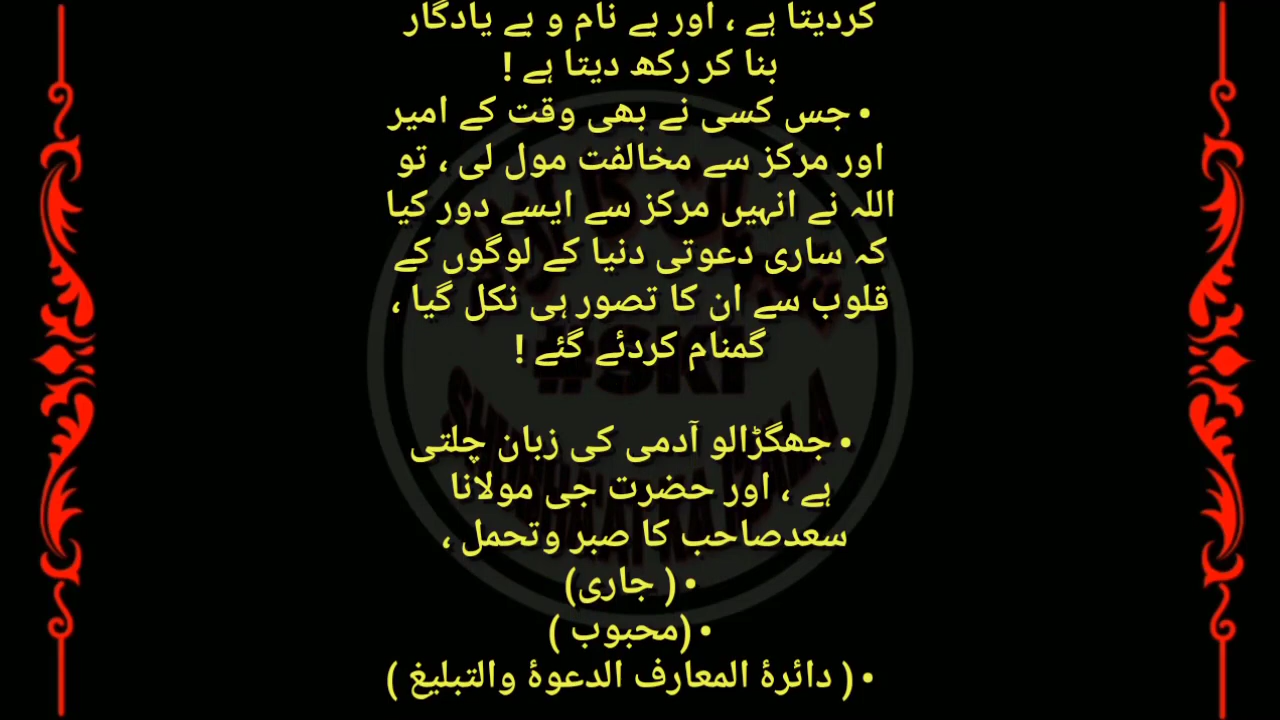 کردیتا ہے ، اور بے نام و بے یادگار
بنا کر رکھ دیتا ہے !
• جس کسی نے بھی وقت کے امیر
اور مرکز سے مخالفت مول لی ، تو
اللہ نے انہیں مرکز سے ایسے دور کیا
کہ ساری دعوتی دنیا کے لوگوں کے
قلوب سے ان کا تصور ہی نکل گیا ،
گمنام کردئے گئے !
• جھگڑالو آدمی کی زبان چلتی
ہے ، اور حضرت جی مولانا
سعدصاحب کا صبر وتحمل ،
• ( جاری)
• (محبوب )
• ( دائرۂ المعارف الدعوۂ والتبلیغ )
#SKI